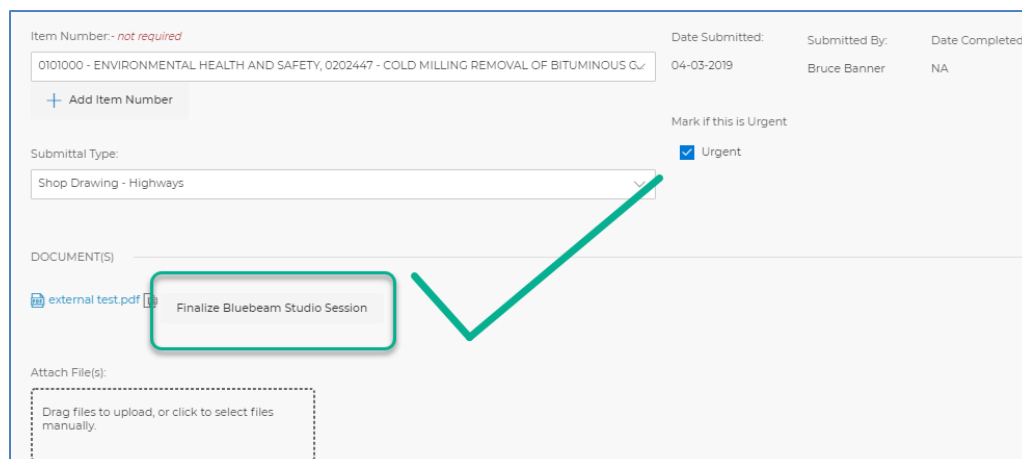 Item Number:- not required
0101000 - ENVIRONMENTAL HEALTH AND SAFETY, 0202447 - COLD MILLING REMOVAL OF BITUMINOUS
Add Item Number
Submittal Type:
Shop Drawing - Highways
Date Submitted:
04-03-2019
Submitted By:
Bruce Banner
Date Completed
NA
Mark if this is Urgent
Urgent
DOCUMENT(S)
external test.pdf
Finalize Bluebeam Studio Session
Attach File(s):
Drag files to upload, or click to select files
manually.